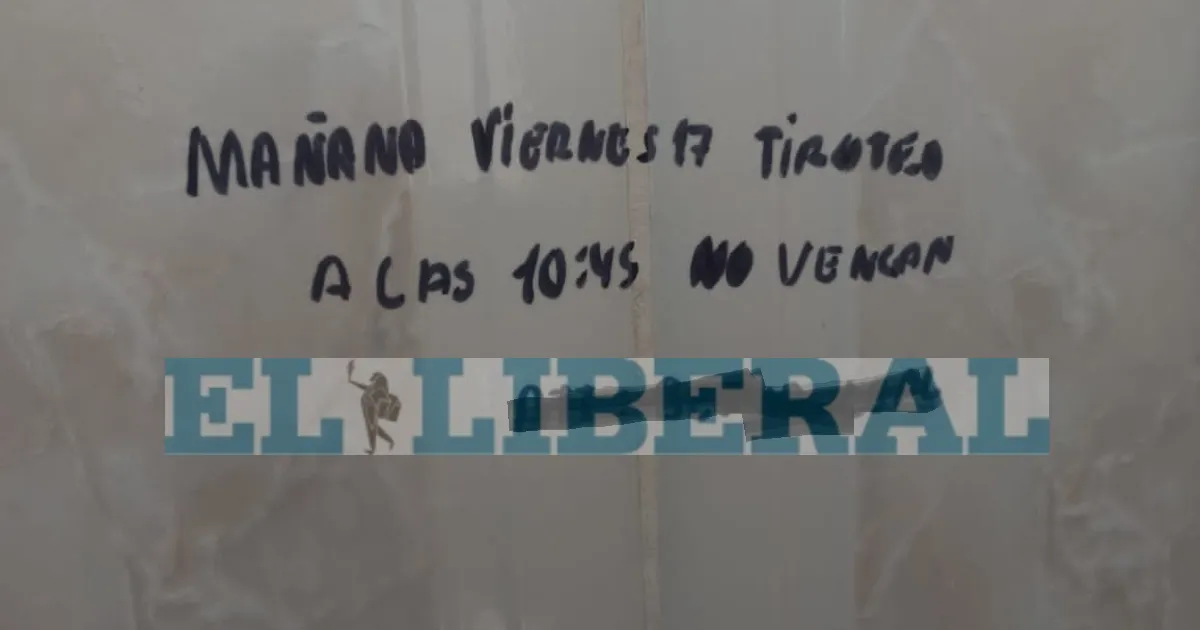 MAÑANA VIERNES 17 TIROTEO
A LAS 10:45 NO VENGAN
EL LIBERAL